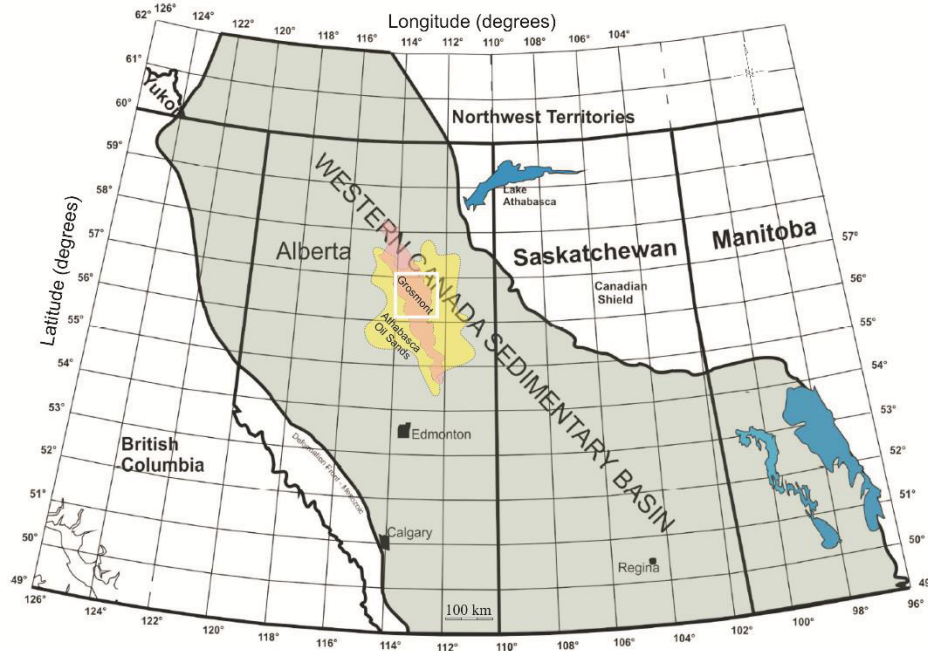 Longitude (degrees)
62° 126° 124° 122° 120° 118° 116° 114° 112° 110° 108° 106° 104°
61°
60°
59°
58°
57°
56°
55°
54°
53°
52°
51°
50°
49°
Latitude (degrees)
Yukon
Northwest Territories
WESTERN CANADA SEDIMENTARY BASIN
Lake
Athabasca
Alberta
Saskatchewan
Manitoba
Canadian
Shield
Grosmont
Athabasca
Oil Sands
57°
56°
55°
54°
53°
52°
51°
50°
49°
Edmonton
British
Columbia
Calgary
Regina
100 km
126° 124° 122° 120° 118° 116° 114° 112° 110° 108° 106° 104° 102° 100° 98° 96°